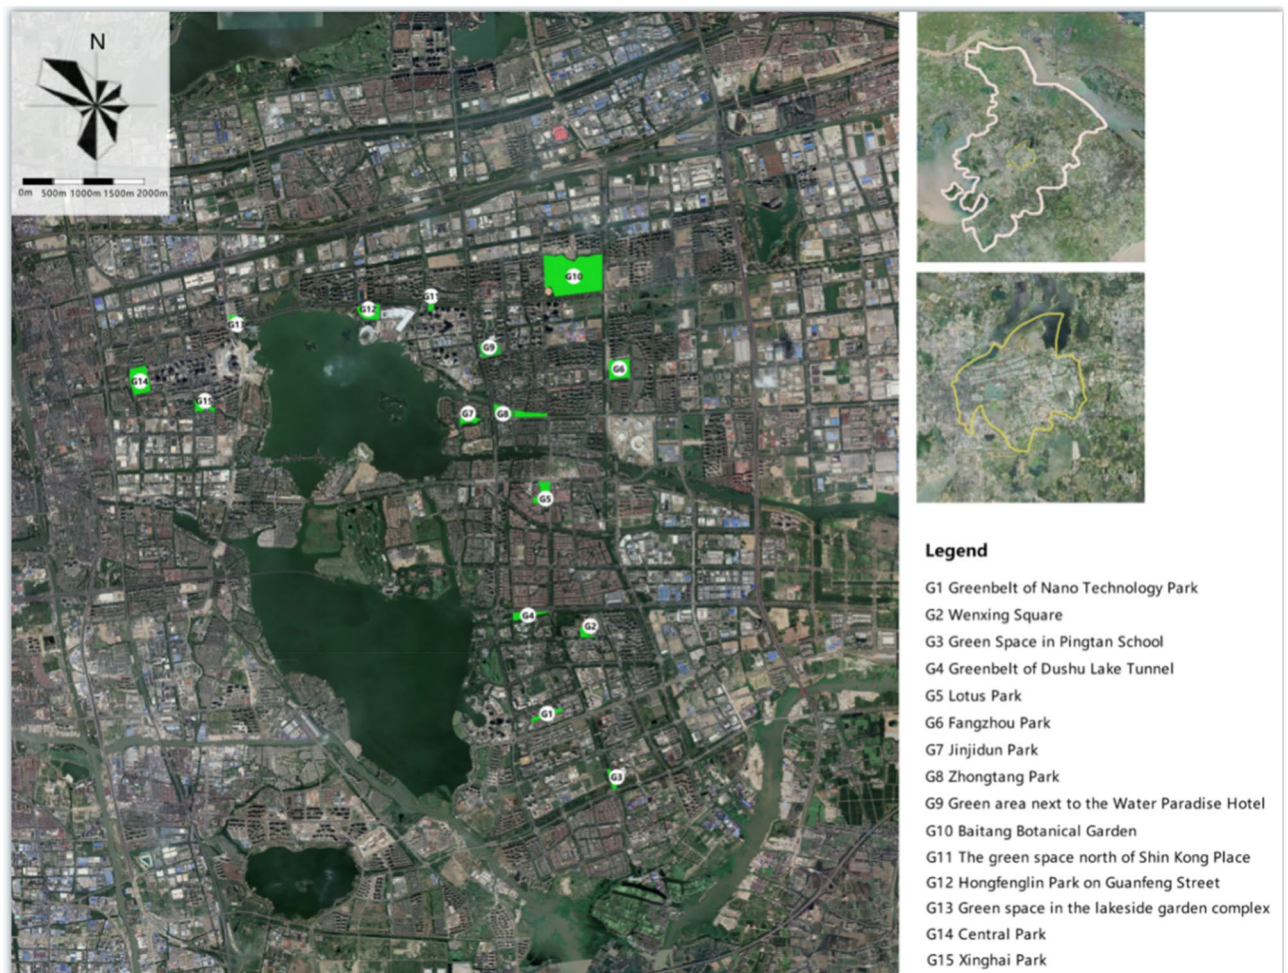 N
0m 500m 1000m 1500m 2000m
G10
G11
G12
G13
G9
G6
G14
G15
G7
G8
G5
G4
G2
G1
G3
Legend
G1 Greenbelt of Nano Technology Park
G2 Wenxing Square
G3 Green Space in Pingtan School
G4 Greenbelt of Dushu Lake Tunnel
G5 Lotus Park
G6 Fangzhou Park
G7 Jinjidun Park
G8 Zhongtang Park
G9 Green area next to the Water Paradise Hotel
G10 Baitang Botanical Garden
G11 The green space north of Shin Kong Place
G12 Hongfenglin Park on Guanfeng Street
G13 Green space in the lakeside garden complex
G14 Central Park
G15 Xinghai Park